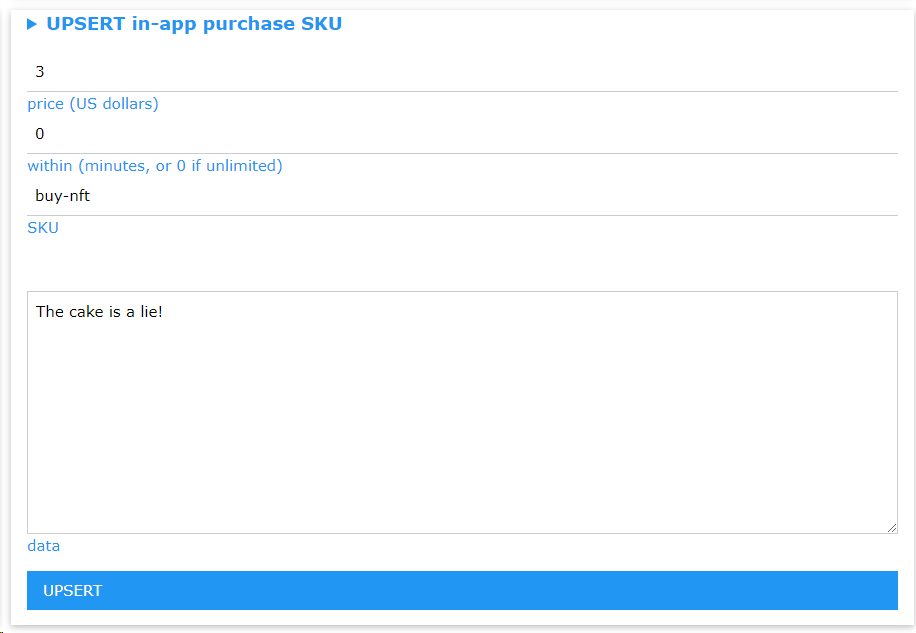 UPSERT in-app purchase SKU
3
price (US dollars)
0
within (minutes, or 0 if unlimited)
buy-nft
SKU
The cake is a lie!
data
UPSERT